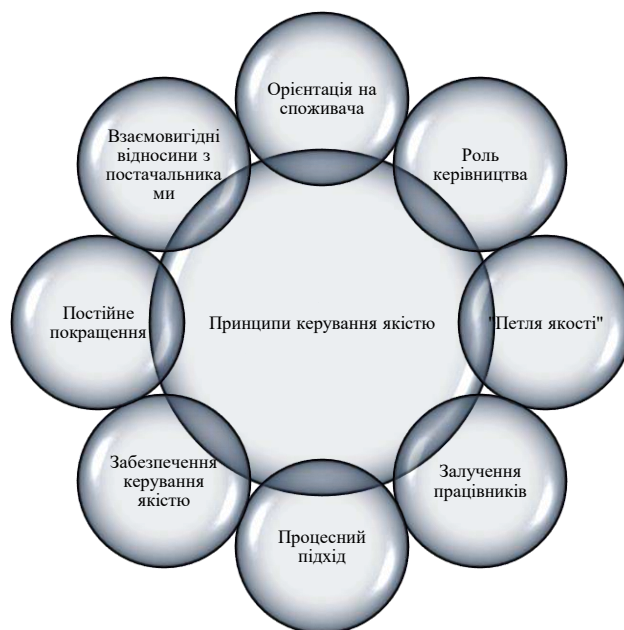 Орієнтація на
споживача
Роль
керівництва
"Петля якості"
Залучення
працівників
Процесний
підхід
Забезпечення
керування
якістю
Постійне
покращення
Взаємовигідні
відносини з
постачальника
ми
Принципи керування якістю